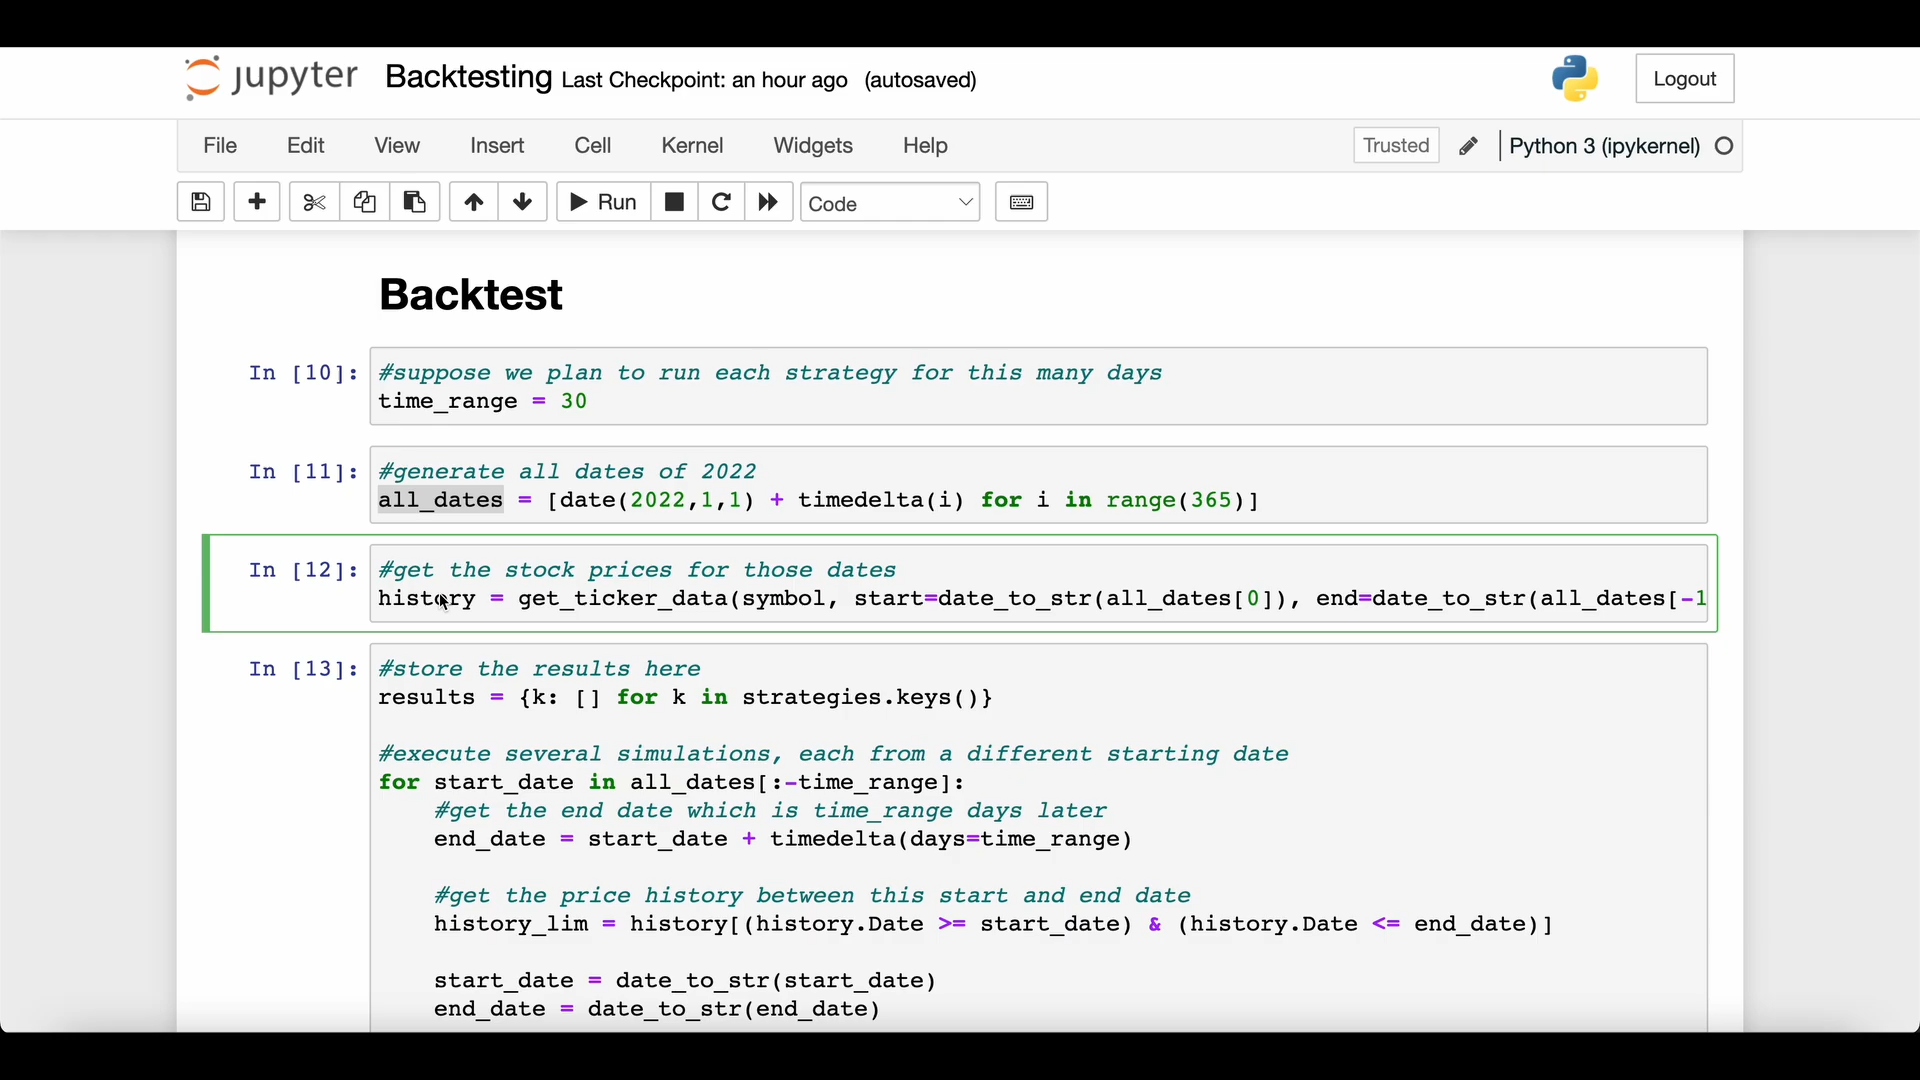 jupyter Backtesting Last Checkpoint: an hour ago (autosaved) Logout
File Edit View Insert Cell Kernel Widgets Help Trusted Python 3 (ipykernel)
Run Code
Backtest
In [10]: #suppose we plan to run each strategy for this many days
time_range = 30
In [11]: #generate all dates of 2022
all_dates = [date(2022,1,1) + timedelta(i) for i in range(365)]
In [12]: #get the stock prices for those dates
history = get_ticker_data(symbol, start=date_to_str(all_dates[0]), end=date_to_str(all_dates[-1
In [13]: #store the results here
results = {k: [] for k in strategies.keys()}
#execute several simulations, each from a different starting date
for start_date in all_dates[:-time_range]:
#get the end date which is time_range days later
end_date = start_date + timedelta(days=time_range)
#get the price history between this start and end date
history_lim = history[(history.Date >= start_date) & (history.Date <= end_date)]
start_date = date_to_str(start_date)
end_date = date_to_str(end_date)